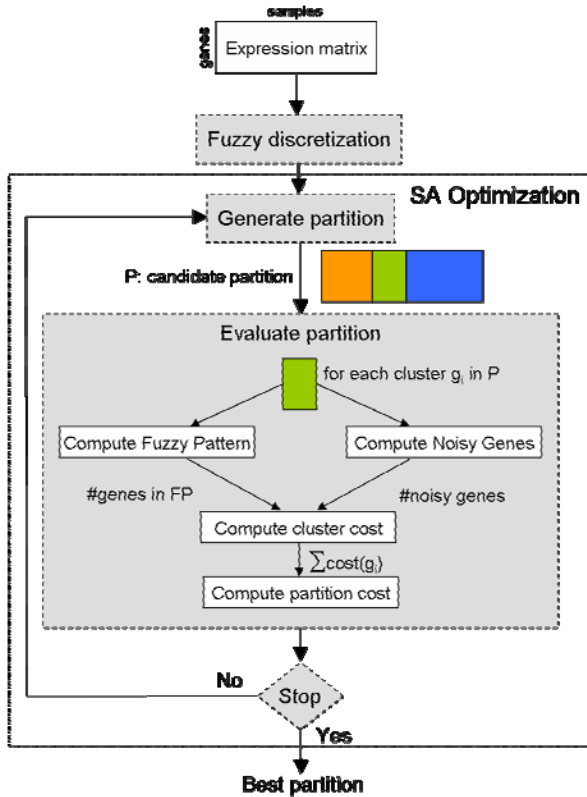 samples
genes
Expression matrix
Fuzzy discretization
SA Optimization
Generate partition
P: candidate partition
Evaluate partition
for each cluster gᵢ in P
Compute Fuzzy Pattern
Compute Noisy Genes
#genes in FP
#noisy genes
Compute cluster cost
∑cost(gᵢ)
Compute partition cost
No
Stop
Yes
Best partition